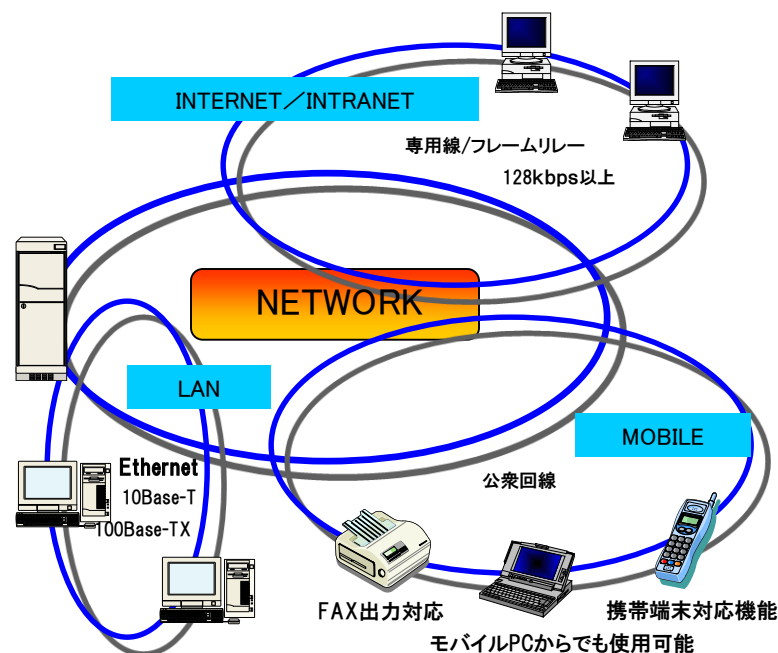 INTERNET／INTRANET
専用線/フレームリレー
128kbps以上
NETWORK
LAN
Ethernet
10Base-T
100Base-TX
MOBILE
公衆回線
FAX出力対応
携帯端末対応機能
モバイルPCからでも使用可能